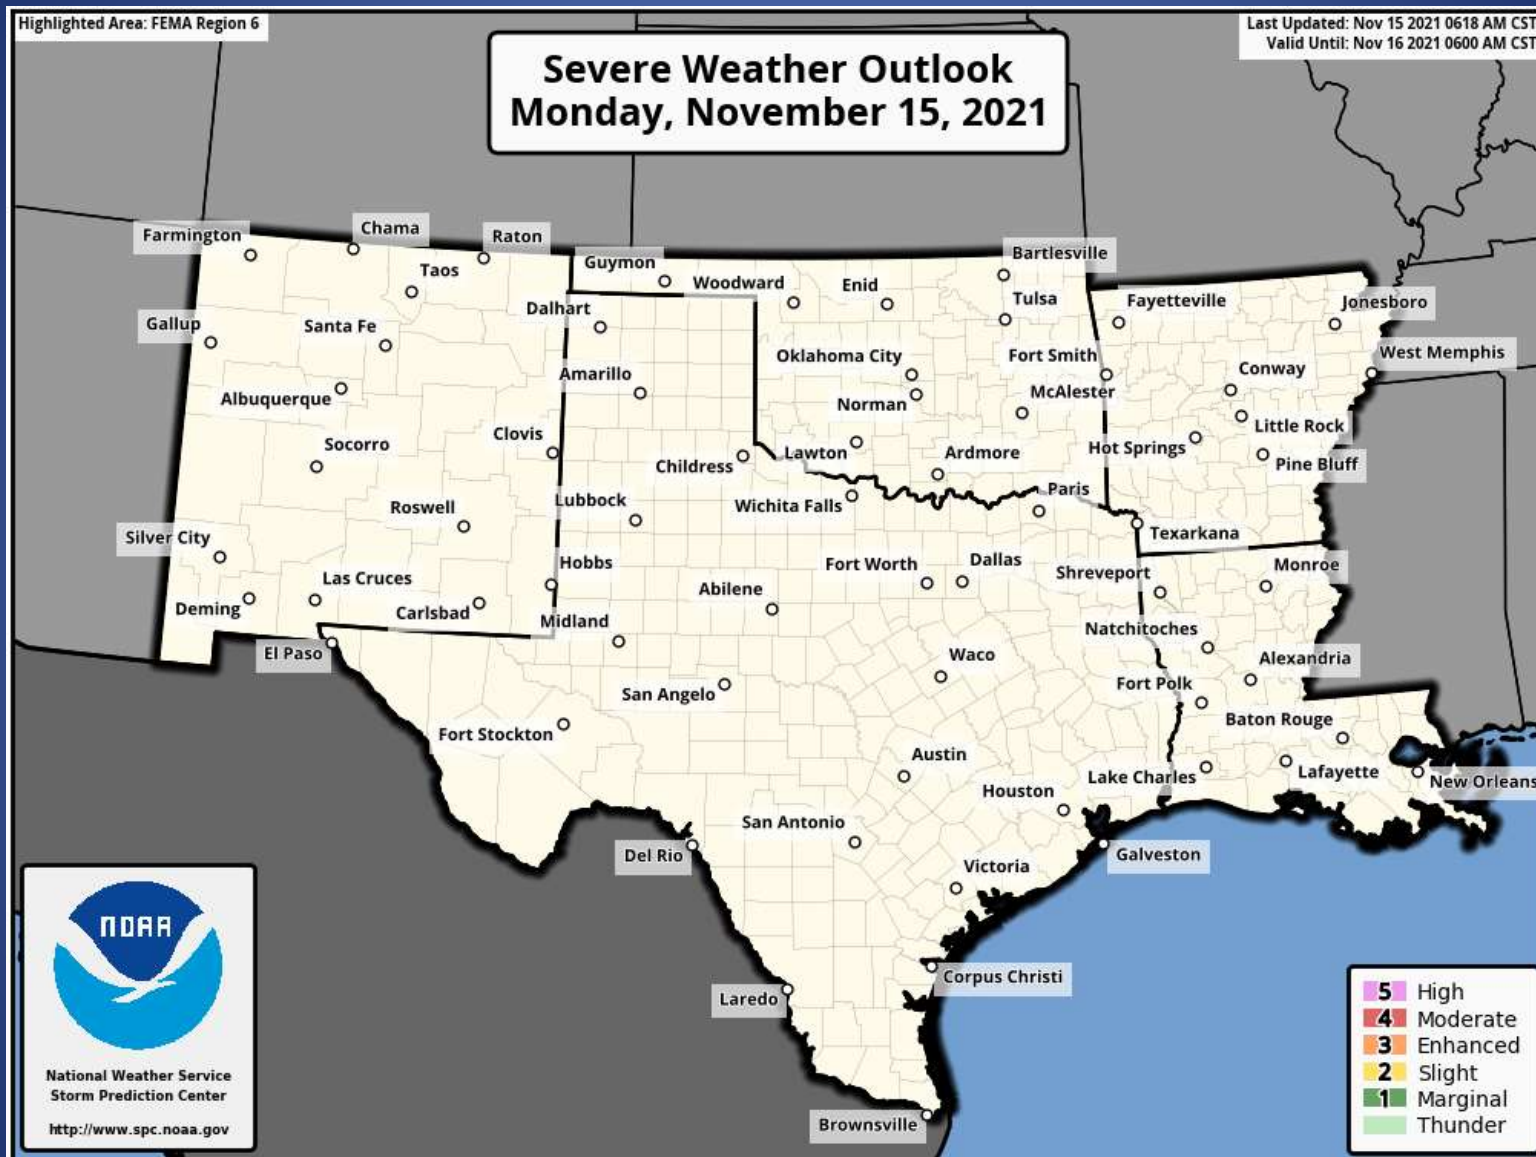 Highlighted Area: FEMA Region 6
Last Updated: Nov 15 2021 0618 AM CST
Valid Until: Nov 16 2021 0600 AM CST
Severe Weather Outlook
Monday, November 15, 2021
Farmington
Chama
Raton
Taos
Guymon
Woodward
Enid
Bartlesville
Tulsa
Fayetteville
Jonesboro
Gallup
Santa Fe
Dalhart
Oklahoma City
Fort Smith
Conway
West Memphis
Albuquerque
Amarillo
Norman
McAlester
Little Rock
Socorro
Clovis
Childress
Lawton
Ardmore
Hot Springs
Pine Bluff
Roswell
Lubbock
Wichita Falls
Paris
Texarkana
Silver City
Las Cruces
Hobbs
Abilene
Fort Worth
Dallas
Shreveport
Monroe
Deming
Carlsbad
Midland
Natchitoches
El Paso
San Angelo
Waco
Alexandria
Fort Polk
Fort Stockton
Baton Rouge
Austin
Houston
Lake Charles
Lafayette
New Orleans
San Antonio
Del Rio
Victoria
Galveston
Corpus Christi
Laredo
Brownsville
NOAA
National Weather Service
Storm Prediction Center
http://www.spc.noaa.gov
5 High
4 Moderate
3 Enhanced
2 Slight
1 Marginal
Thunder